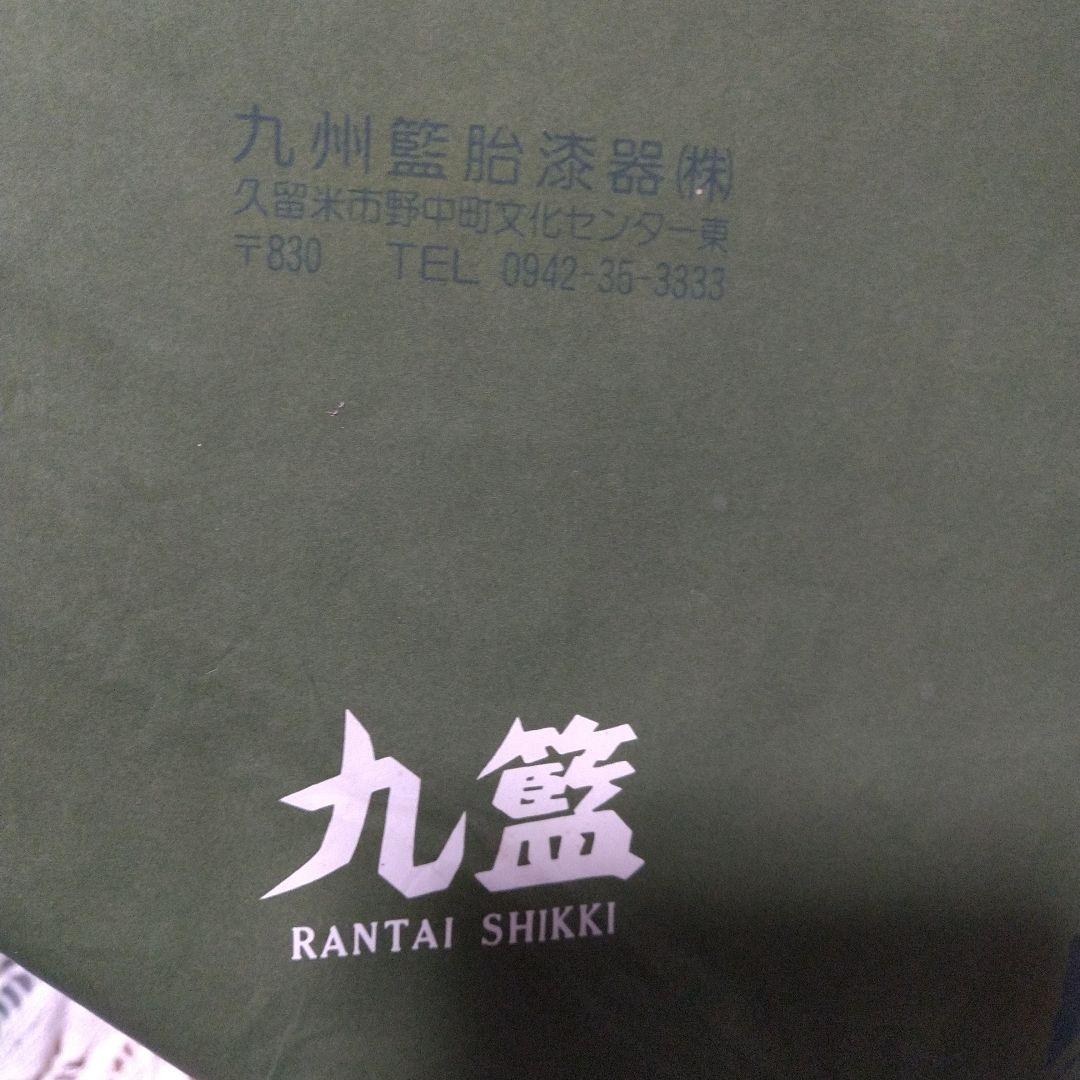 九州籃胎漆器㈱
久留米市野中町文化センター東
〒830 TEL 0942-35-3333
九籃
RANTAI SHIKKI